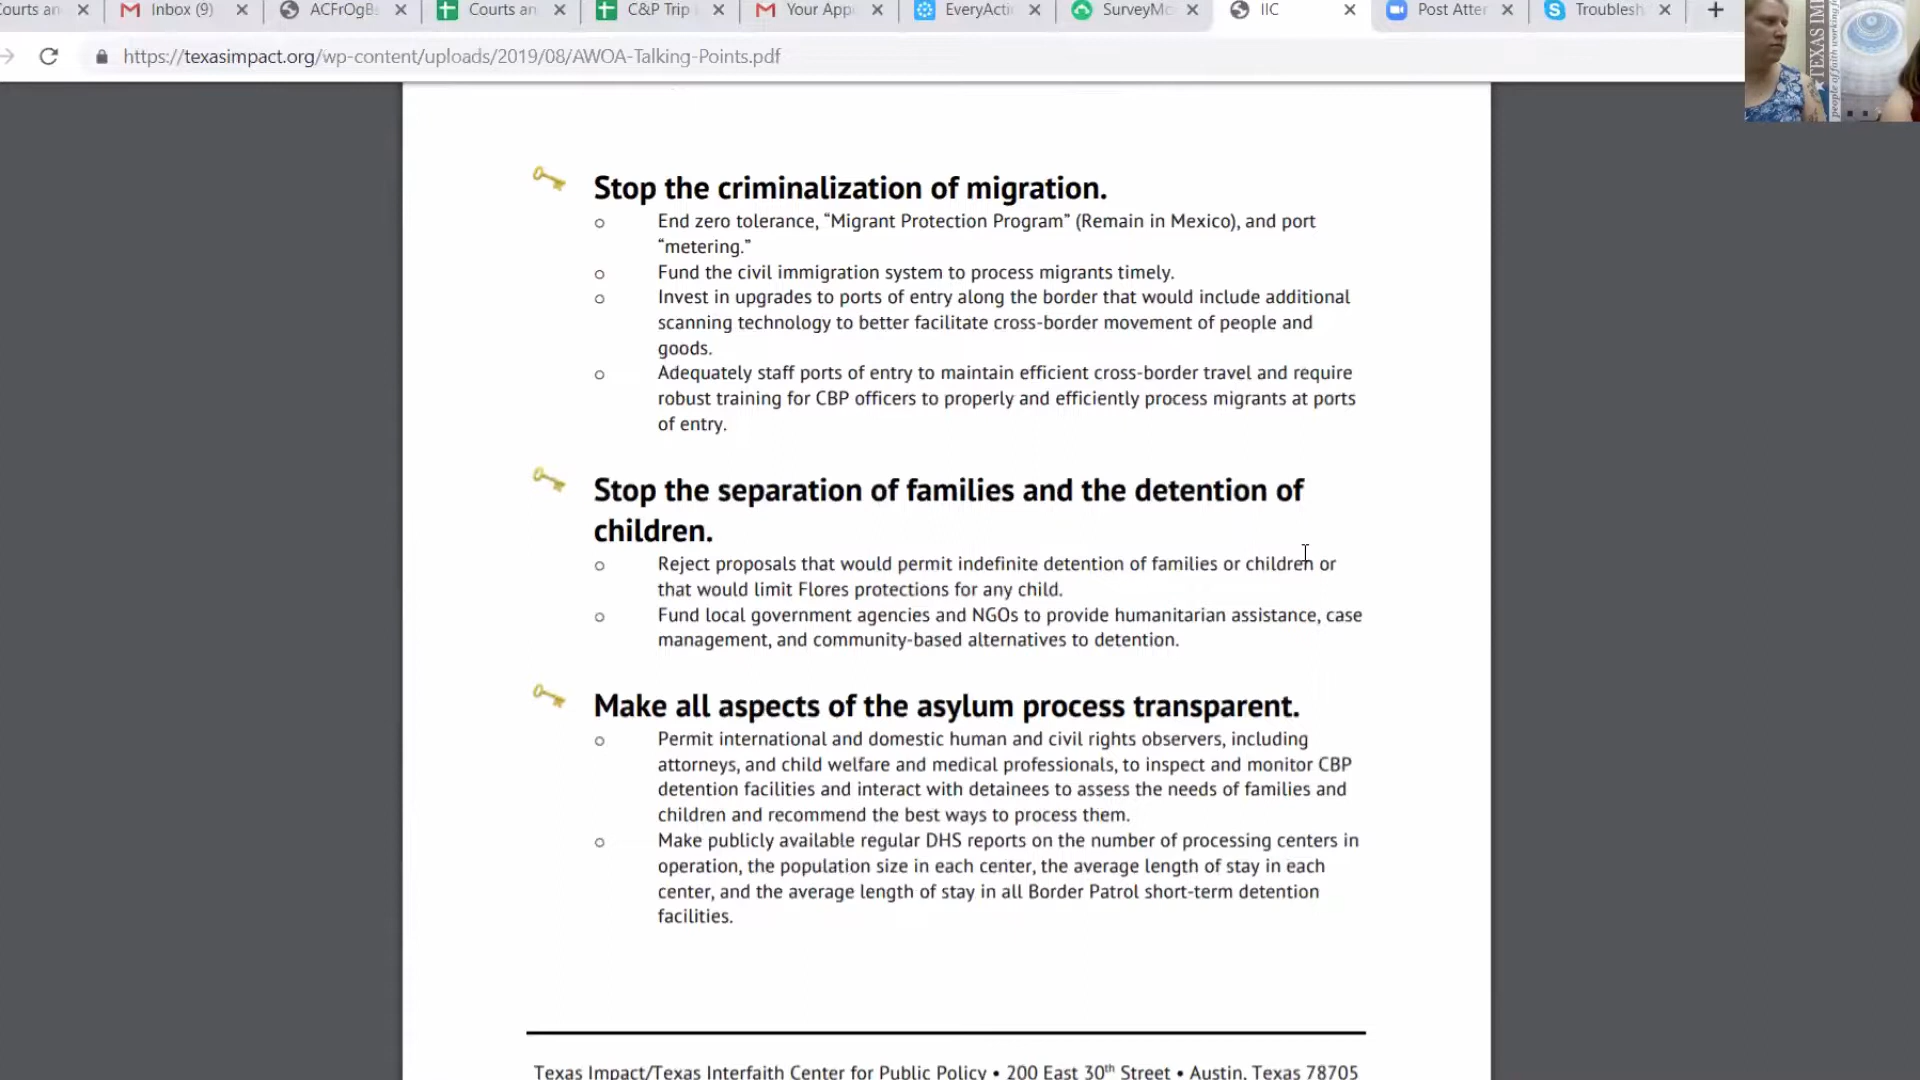 ourts an
Inbox (9)
ACFrOgBs
Courts an
C&P Trip
Your App
EveryActi
SurveyMo
IIC
Post Atter
Troublesh
https://texasimpact.org/wp-content/uploads/2019/08/AWOA-Talking-Points.pdf
TEXAS IM
people of faith working fo
Stop the criminalization of migration.
o End zero tolerance, “Migrant Protection Program” (Remain in Mexico), and port
“metering.”
o Fund the civil immigration system to process migrants timely.
o Invest in upgrades to ports of entry along the border that would include additional
scanning technology to better facilitate cross-border movement of people and
goods.
o Adequately staff ports of entry to maintain efficient cross-border travel and require
robust training for CBP officers to properly and efficiently process migrants at ports
of entry.
Stop the separation of families and the detention of
children.
o Reject proposals that would permit indefinite detention of families or children or
that would limit Flores protections for any child.
o Fund local government agencies and NGOs to provide humanitarian assistance, case
management, and community-based alternatives to detention.
Make all aspects of the asylum process transparent.
o Permit international and domestic human and civil rights observers, including
attorneys, and child welfare and medical professionals, to inspect and monitor CBP
detention facilities and interact with detainees to assess the needs of families and
children and recommend the best ways to process them.
o Make publicly available regular DHS reports on the number of processing centers in
operation, the population size in each center, the average length of stay in each
center, and the average length of stay in all Border Patrol short-term detention
facilities.
Texas Impact/Texas Interfaith Center for Public Policy • 200 East 30th Street • Austin, Texas 78705